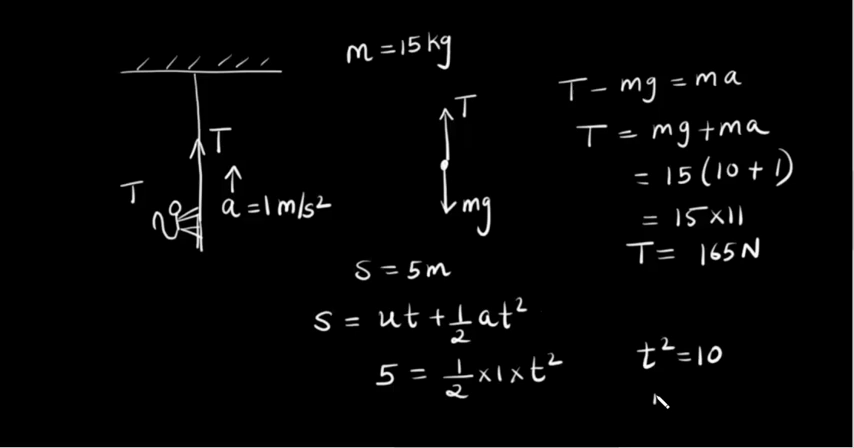 m = 15 kg
T
T
a = 1 m/s²
T
mg
T - mg = ma
T = mg + ma
= 15 (10 + 1)
= 15 × 11
T = 165 N
s = 5 m
s = ut + 1/2 at²
5 = 1/2 × 1 × t²
t² = 10